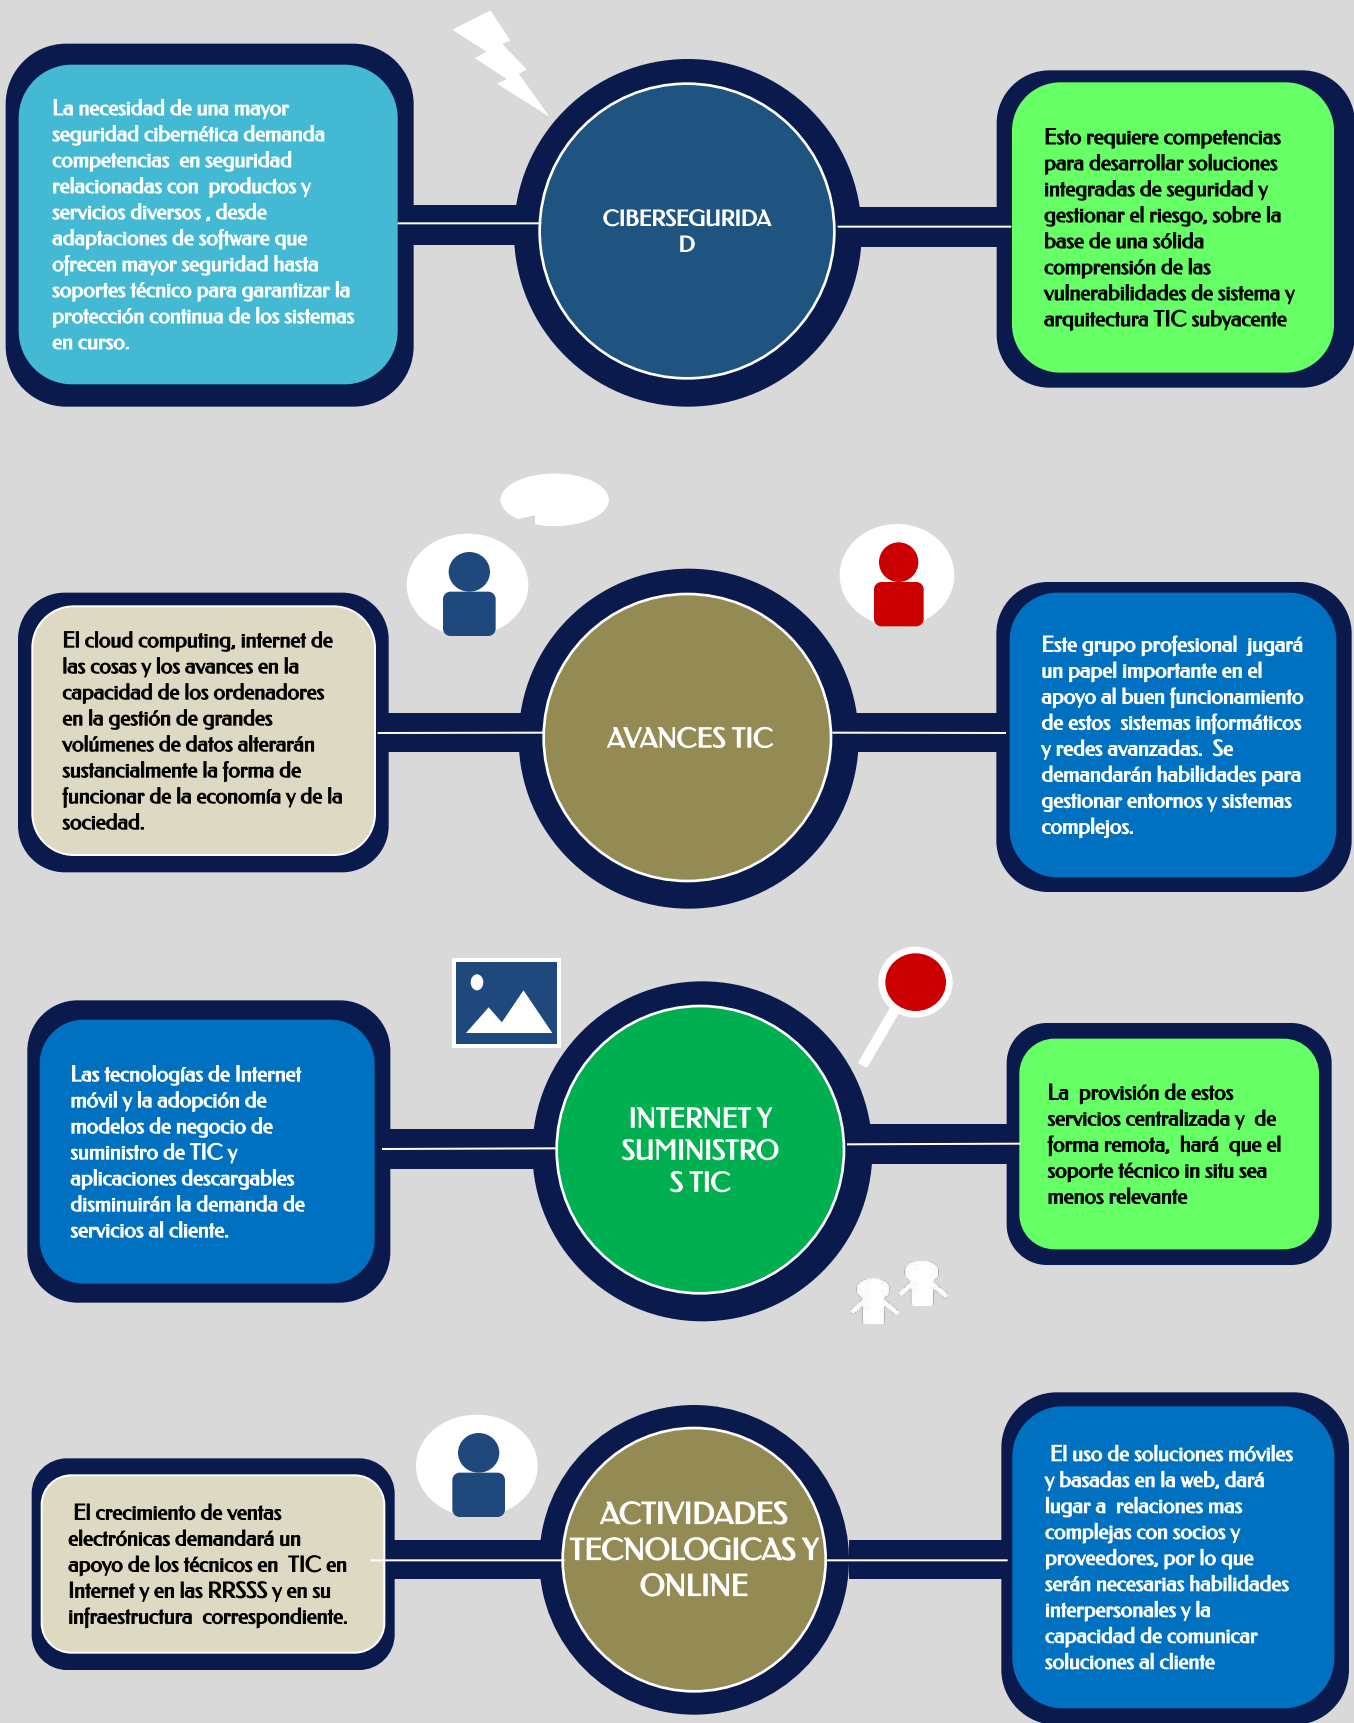 La necesidad de una mayor
seguridad cibernética demanda
competencias en seguridad
relacionadas con productos y
servicios diversos , desde
adaptaciones de software que
ofrecen mayor seguridad hasta
soportes técnico para garantizar la
protección continua de los sistemas
en curso.
CIBERSEGURIDA
D
Esto requiere competencias
para desarrollar soluciones
integradas de seguridad y
gestionar el riesgo, sobre la
base de una sólida
comprensión de las
vulnerabilidades de sistema y
arquitectura TIC subyacente
El cloud computing, internet de
las cosas y los avances en la
capacidad de los ordenadores
en la gestión de grandes
volúmenes de datos alterarán
sustancialmente la forma de
funcionar de la economía y de la
sociedad.
AVANCES TIC
Este grupo profesional jugará
un papel importante en el
apoyo al buen funcionamiento
de estos sistemas informáticos
y redes avanzadas. Se
demandarán habilidades para
gestionar entornos y sistemas
complejos.
Las tecnologías de Internet
móvil y la adopción de
modelos de negocio de
suministro de TIC y
aplicaciones descargables
disminuirán la demanda de
servicios al cliente.
INTERNET Y
SUMINISTRO
S TIC
La provisión de estos
servicios centralizada y de
forma remota, hará que el
soporte técnico in situ sea
menos relevante
El crecimiento de ventas
electrónicas demandará un
apoyo de los técnicos en TIC en
Internet y en las RRSSS y en su
infraestructura correspondiente.
ACTIVIDADES
TECNOLOGICAS Y
ONLINE
El uso de soluciones móviles
y basadas en la web, dará
lugar a relaciones mas
complejas con socios y
proveedores, por lo que
serán necesarias habilidades
interpersonales y la
capacidad de comunicar
soluciones al cliente